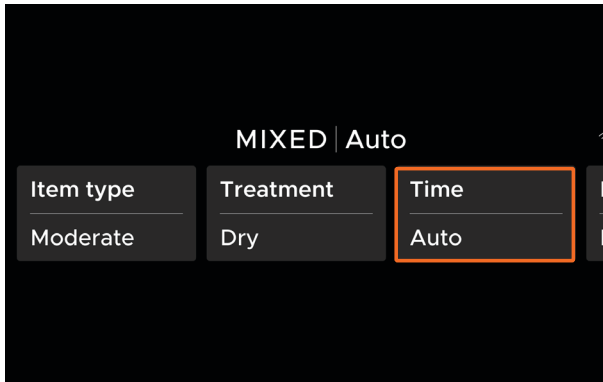 MIXED | Auto
Item type
Moderate
Treatment
Dry
Time
Auto